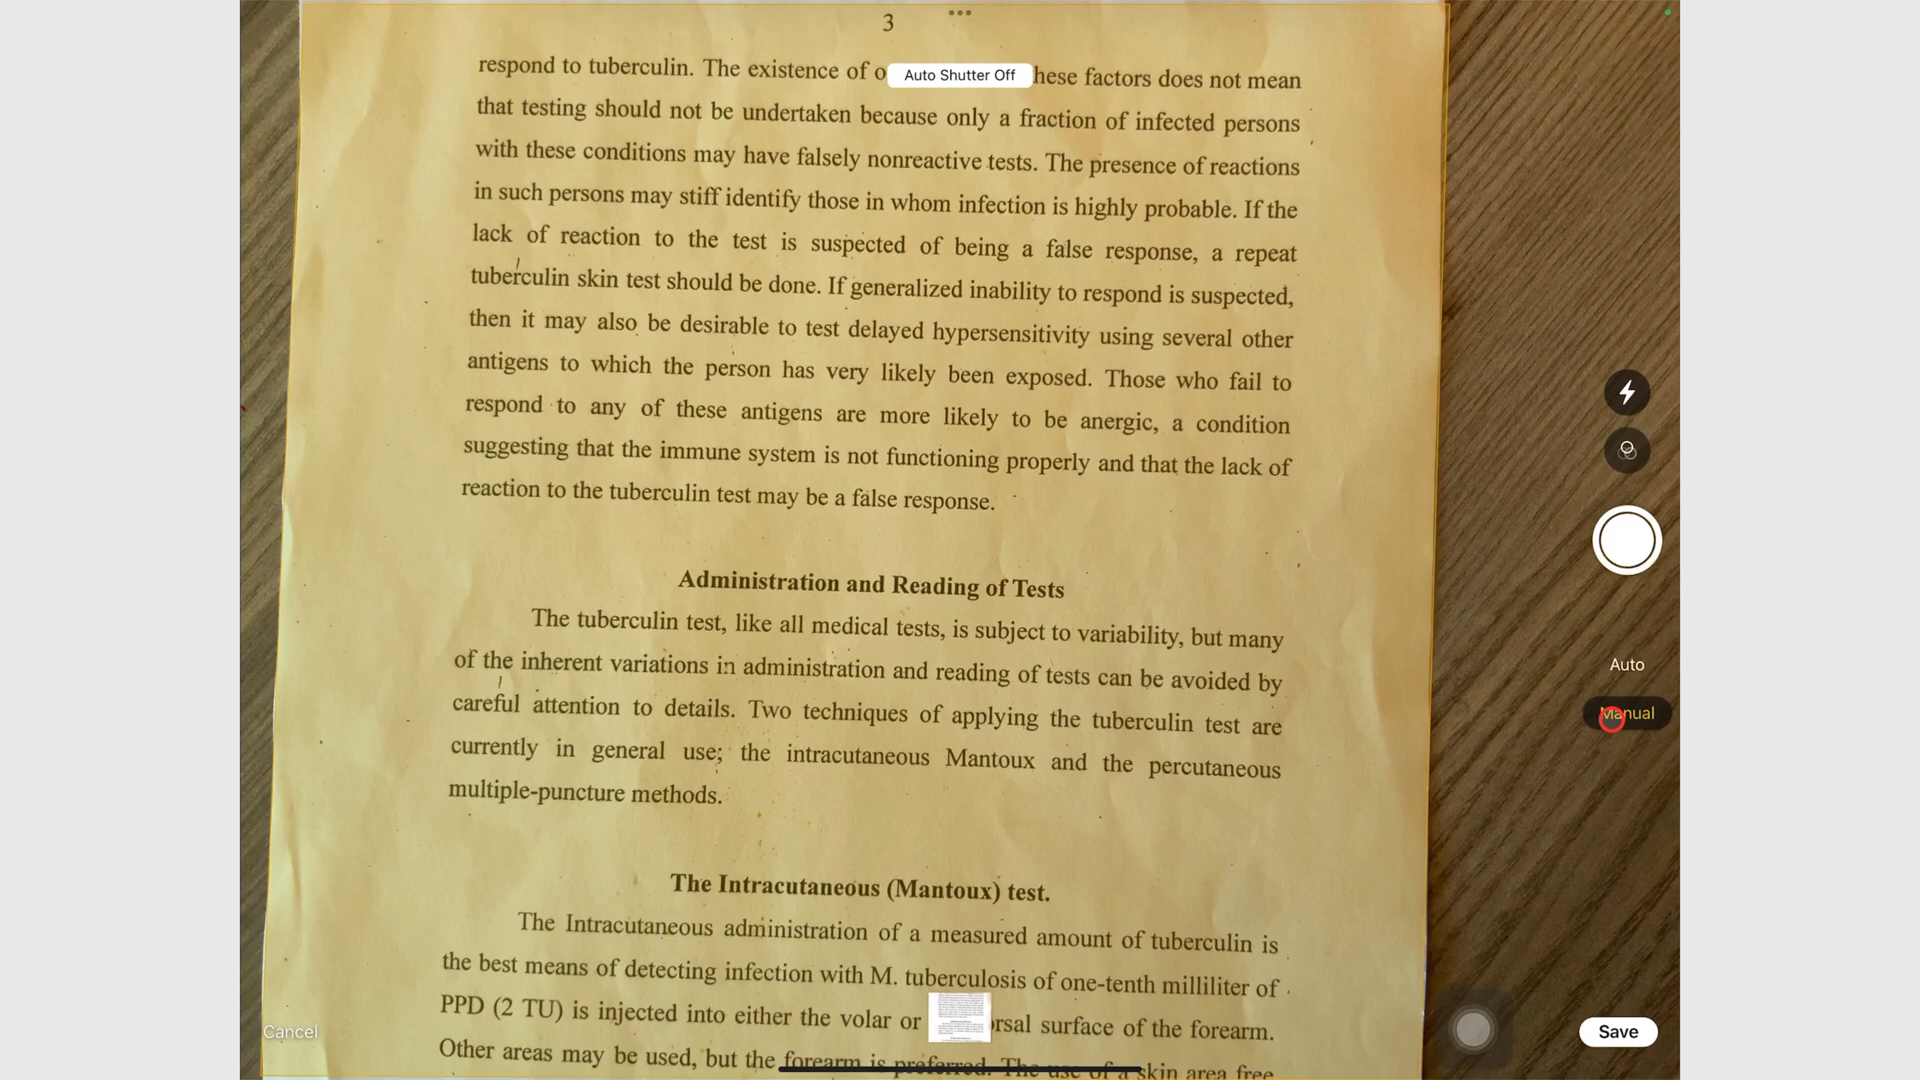 3
respond to tuberculin. The existence of o
Auto Shutter Off
hese factors does not mean
that testing should not be undertaken because only a fraction of infected persons
with these conditions may have falsely nonreactive tests. The presence of reactions
in such persons may stiff identify those in whom infection is highly probable. If the
lack of reaction to the test is suspected of being a false response, a repeat
tuberculin skin test should be done. If generalized inability to respond is suspected,
then it may also be desirable to test delayed hypersensitivity using several other
antigens to which the person has very likely been exposed. Those who fail to
respond to any of these antigens are more likely to be anergic, a condition
suggesting that the immune system is not functioning properly and that the lack of
reaction to the tuberculin test may be a false response.
Administration and Reading of Tests
The tuberculin test, like all medical tests, is subject to variability, but many
of the inherent variations in administration and reading of tests can be avoided by
careful attention to details. Two techniques of applying the tuberculin test are
currently in general use; the intracutaneous Mantoux and the percutaneous
multiple-puncture methods.
The Intracutaneous (Mantoux) test.
The Intracutaneous administration of a measured amount of tuberculin is
the best means of detecting infection with M. tuberculosis of one-tenth milliliter of
PPD (2 TU) is injected into either the volar or rsal surface of the forearm.
Other areas may be used, but the forearm is preferred. The use of a skin area free
Auto
Manual
Cancel
Save